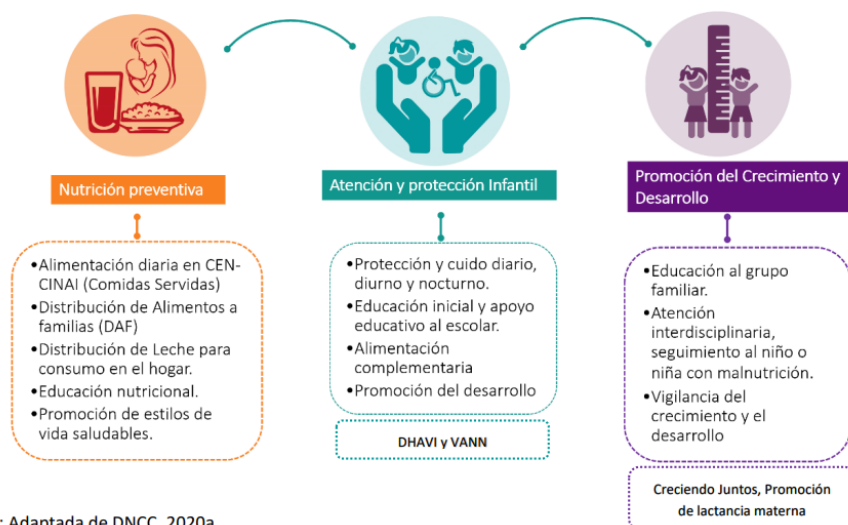 Nutrición preventiva
•Alimentación diaria en CEN-
CINAI (Comidas Servidas)
•Distribución de Alimentos a
familias (DAF)
•Distribución de Leche para
consumo en el hogar.
•Educación nutricional.
•Promoción de estilos de
vida saludables.
Atención y protección Infantil
•Protección y cuido diario,
diurno y nocturno.
•Educación inicial y apoyo
educativo al escolar.
•Alimentación
complementaria
•Promoción del desarrollo
DHAVI y VANN
Promoción del Crecimiento y
Desarrollo
•Educación al grupo
familiar.
•Atención
interdisciplinaria,
seguimiento al niño o
niña con malnutrición.
•Vigilancia del
crecimiento y el
desarrollo
Creciendo Juntos, Promoción
de lactancia materna
: Adaptada de DNCC, 2020a